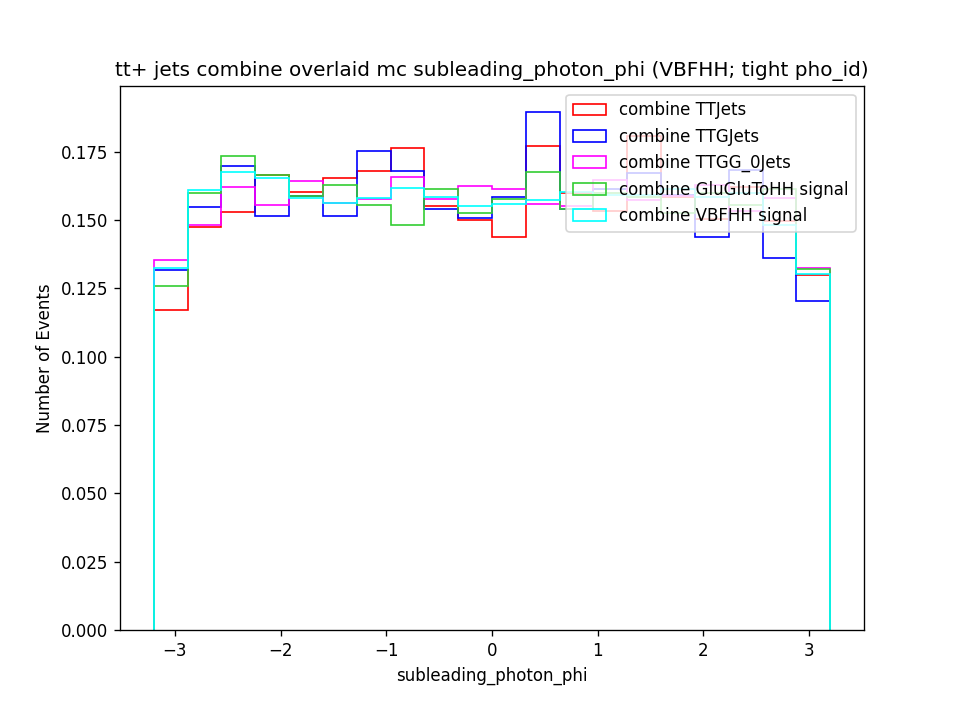 tt+ jets combine overlaid mc subleading_photon_phi (VBFHH; tight pho_id)
combine TTJets
combine TTGJets
combine TTGG_0Jets
combine GluGluToHH signal
combine VBFHH signal
0.175
0.150
0.125
0.100
0.075
0.050
0.025
0.000
Number of Events
−3 −2 −1 0 1 2 3
subleading_photon_phi